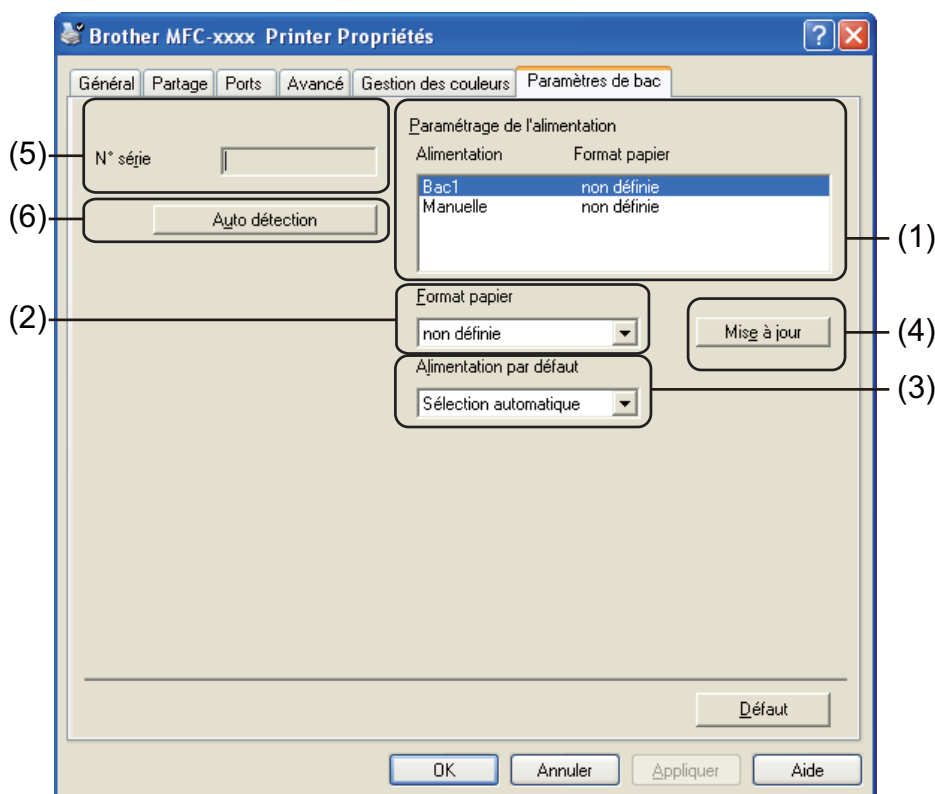 Brother MFC-xxxx Printer Propriétés
Général Partage Ports Avancé Gestion des couleurs Paramètres de bac
(5)
N° série
(6)
Auto détection
Paramétrage de l'alimentation
Alimentation Format papier
Bac1 non définie
Manuelle non définie
(1)
(2)
Format papier
non définie
Mise à jour
(4)
Alimentation par défaut
Sélection automatique
(3)
Défaut
OK Annuler Appliquer Aide